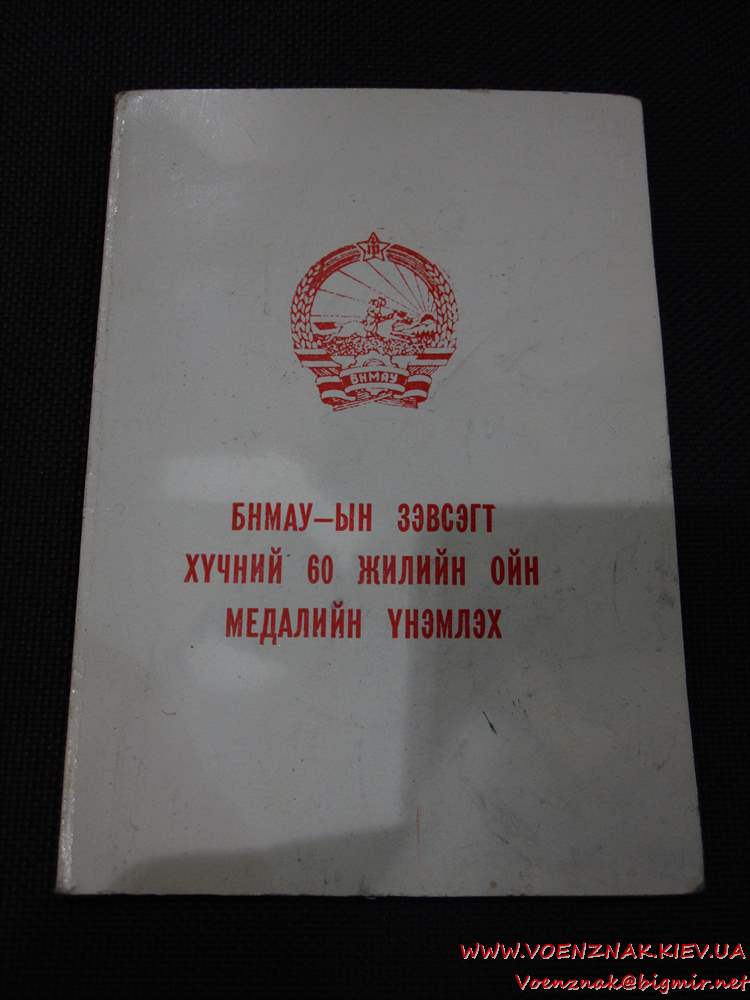 БНМАУ
БНМАУ–ЫН ЗЭВСЭГТ
ХҮЧНИЙ 60 ЖИЛИЙН ОЙН
МЕДАЛИЙН ҮНЭМЛЭХ
WWW.VOENZNAK.KIEV.UA
Voenznak@bigmir.net